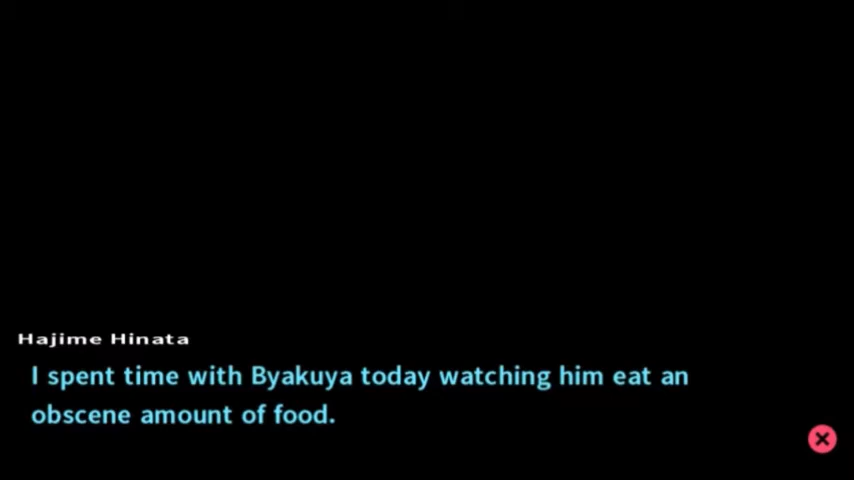 Hajime Hinata
I spent time with Byakuya today watching him eat an
obscene amount of food.